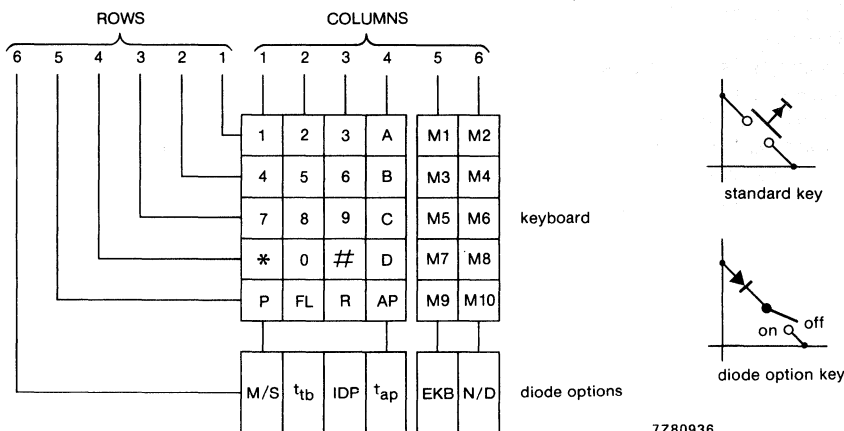 ROWS COLUMNS
6 5 4 3 2 1 1 2 3 4 5 6
1 2 3 A M1 M2
4 5 6 B M3 M4
7 8 9 C M5 M6 keyboard
* 0 # D M7 M8
P FL R AP M9 M10
M/S ttb IDP tap EKB N/D diode options
standard key
on off
diode option key
7Z80936